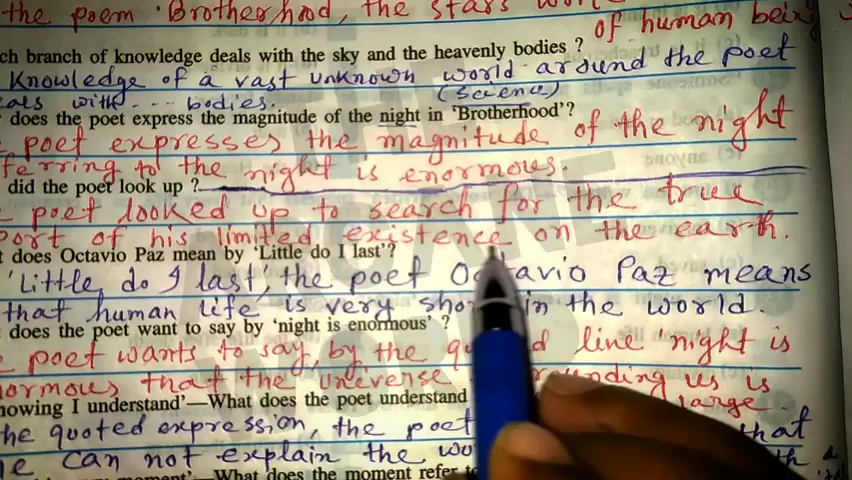 the poem 'Brotherhood, the stars
of human being
ch branch of knowledge deals with the sky and the heavenly bodies ?
Knowledge of a vast unknown world around the poet
eals with... bodies. (Science)
does the poet express the magnitude of the night in 'Brotherhood'?
poet expresses the magnitude of the night
ferring to the night is enormous.
did the poet look up ?
poet looked up to search for the true
port of his limited existence on the earth.
t does Octavio Paz mean by 'Little do I last'?
'Little do I last', the poet Octavio Paz means
that human life is very sho in the world.
does the poet want to say by 'night is enormous' ?
e poet wants to say, by the qu d line 'night is
normous that the universe rounding us is
large.
nowing I understand'—What does the poet understand
he quoted expression, the poet that
e can not explain the wo
moment'—What does the moment refer to